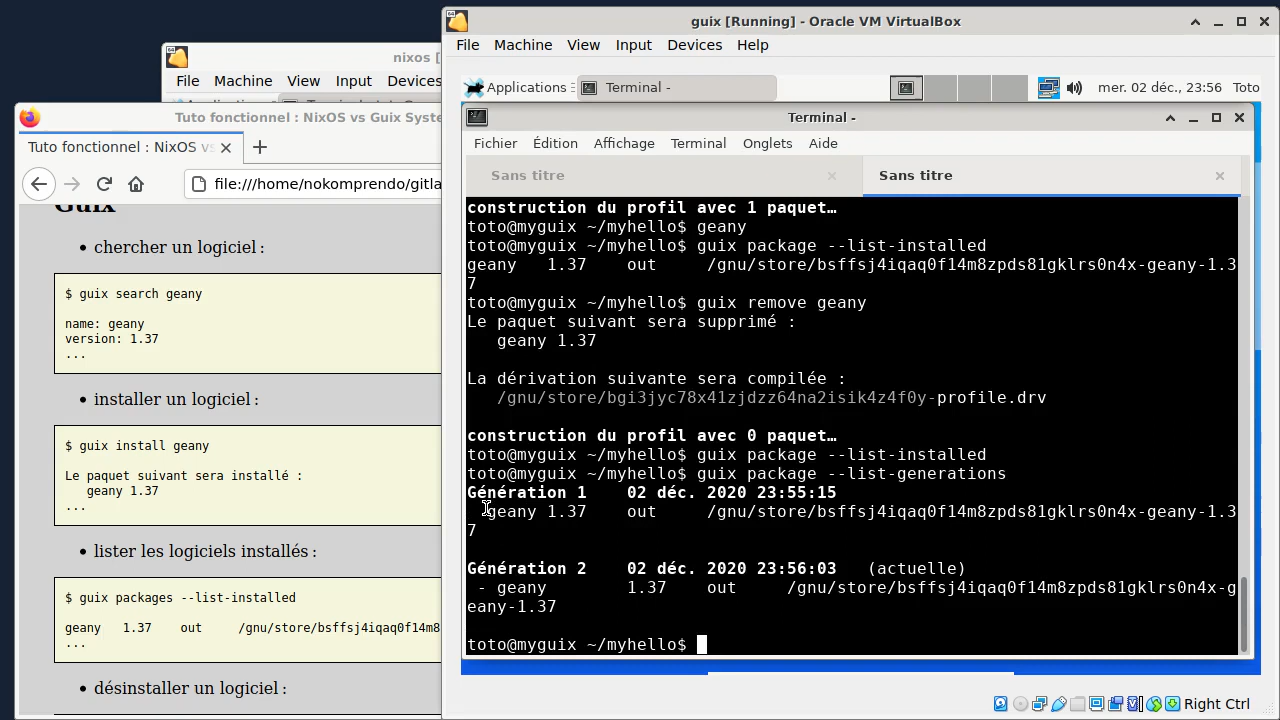 guix [Running] - Oracle VM VirtualBox
File Machine View Input Devices Help
nixos [
File Machine View Input Devices
Applications Terminal - mer. 02 déc., 23:56 Toto
Terminal -
Fichier Édition Affichage Terminal Onglets Aide
Sans titre
Sans titre
construction du profil avec 1 paquet…
toto@myguix ~/myhello$ geany
toto@myguix ~/myhello$ guix package --list-installed
geany 1.37 out /gnu/store/bsffsj4iqaq0f14m8zpds81gklrs0n4x-geany-1.3
7
toto@myguix ~/myhello$ guix remove geany
Le paquet suivant sera supprimé :
geany 1.37
La dérivation suivante sera compilée :
/gnu/store/bgi3jyc78x41zjdzz64na2isik4z4f0y-profile.drv
construction du profil avec 0 paquet…
toto@myguix ~/myhello$ guix package --list-installed
toto@myguix ~/myhello$ guix package --list-generations
Génération 1 02 déc. 2020 23:55:15
geany 1.37 out /gnu/store/bsffsj4iqaq0f14m8zpds81gklrs0n4x-geany-1.3
7
Génération 2 02 déc. 2020 23:56:03 (actuelle)
- geany 1.37 out /gnu/store/bsffsj4iqaq0f14m8zpds81gklrs0n4x-g
eany-1.37
toto@myguix ~/myhello$
Right Ctrl
Tuto fonctionnel : NixOS vs Guix Syste
Tuto fonctionnel : NixOS vs
file:///home/nokomprendo/gitla
Guix
• chercher un logiciel :
$ guix search geany
name: geany
version: 1.37
...
• installer un logiciel :
$ guix install geany
Le paquet suivant sera installé :
geany 1.37
...
• lister les logiciels installés :
$ guix packages --list-installed
geany 1.37 out /gnu/store/bsffsj4iqaq0f14m8
...
• désinstaller un logiciel :